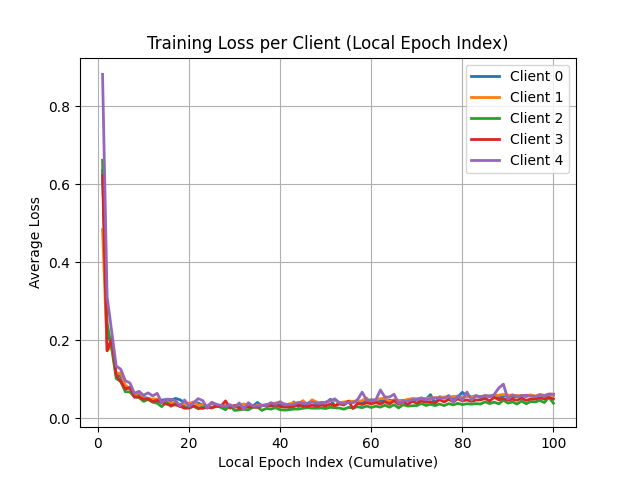 Training Loss per Client (Local Epoch Index)
Client 0
Client 1
Client 2
Client 3
Client 4
Average Loss
0.8
0.6
0.4
0.2
0.0
0 20 40 60 80 100
Local Epoch Index (Cumulative)